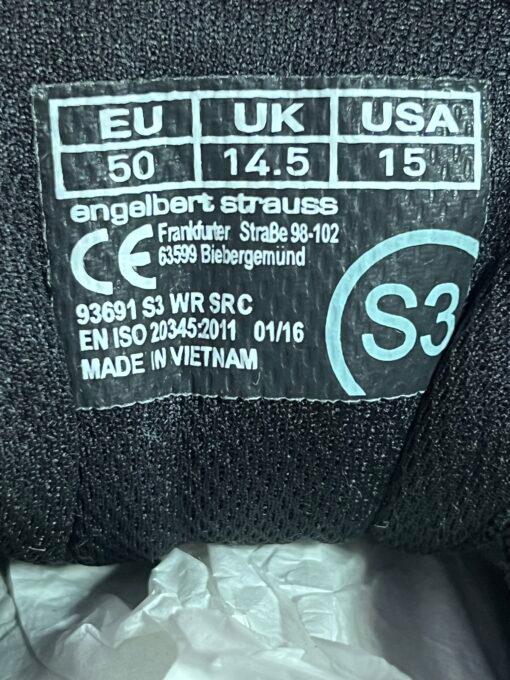 EU UK USA
50 14.5 15
engelbert strauss
CE Frankfurter Straße 98-102
63599 Biebergemünd
93691 S3 WR SRC
EN ISO 20345:2011 01/16
MADE IN VIETNAM
S3